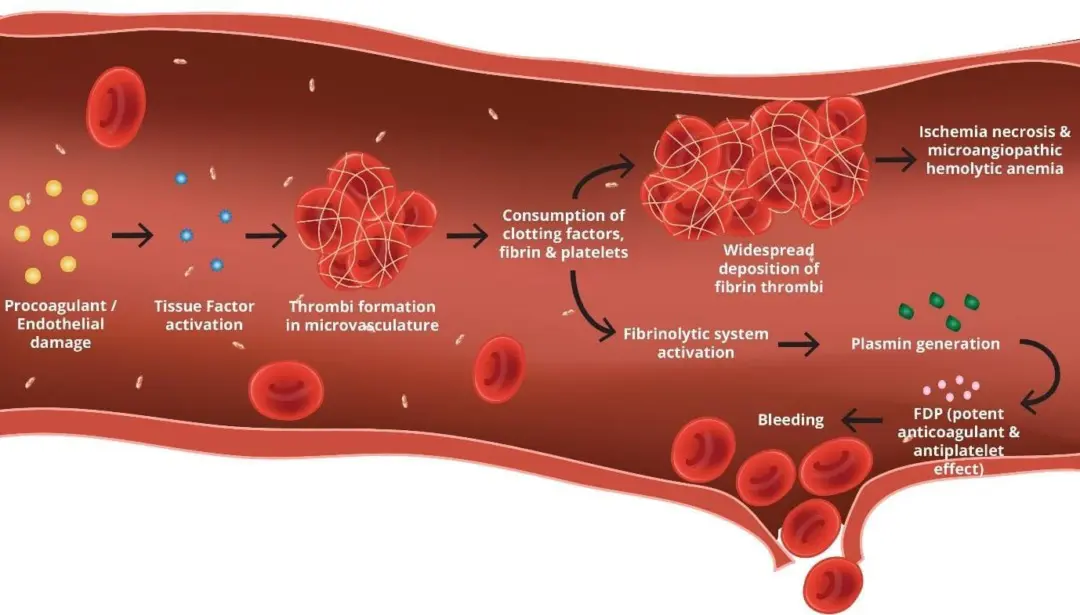 Procoagulant /
Endothelial
damage
Tissue Factor
activation
Thrombi formation
in microvasculature
Consumption of
clotting factors,
fibrin & platelets
Widespread
deposition of
fibrin thrombi
Ischemia necrosis &
microangiopathic
hemolytic anemia
Fibrinolytic system
activation
Plasmin generation
FDP (potent
anticoagulant &
antiplatelet
effect)
Bleeding